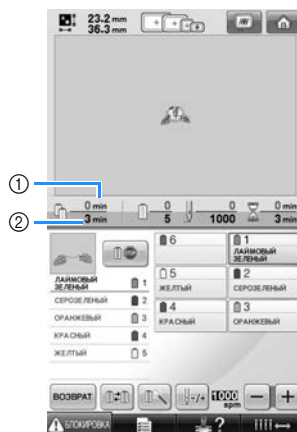 23.2 mm
36.3 mm
①
0 min 0 0
② 3 min 5 1000 3 min
6
1
ЛАЙМОВЫЙ
ЗЕЛЕНЫЙ
5
ЖЕЛТЫЙ
2
СЕРОЗЕЛЕНЫЙ
4
КРАСНЫЙ
3
ОРАНЖЕВЫЙ
ЛАЙМОВЫЙ
ЗЕЛЕНЫЙ 1
СЕРОЗЕЛЕНЫЙ 2
ОРАНЖЕВЫЙ 3
КРАСНЫЙ 4
ЖЕЛТЫЙ 5
ВОЗВРАТ -/+ 1000 spm − +
БЛОКИРОВКА ?